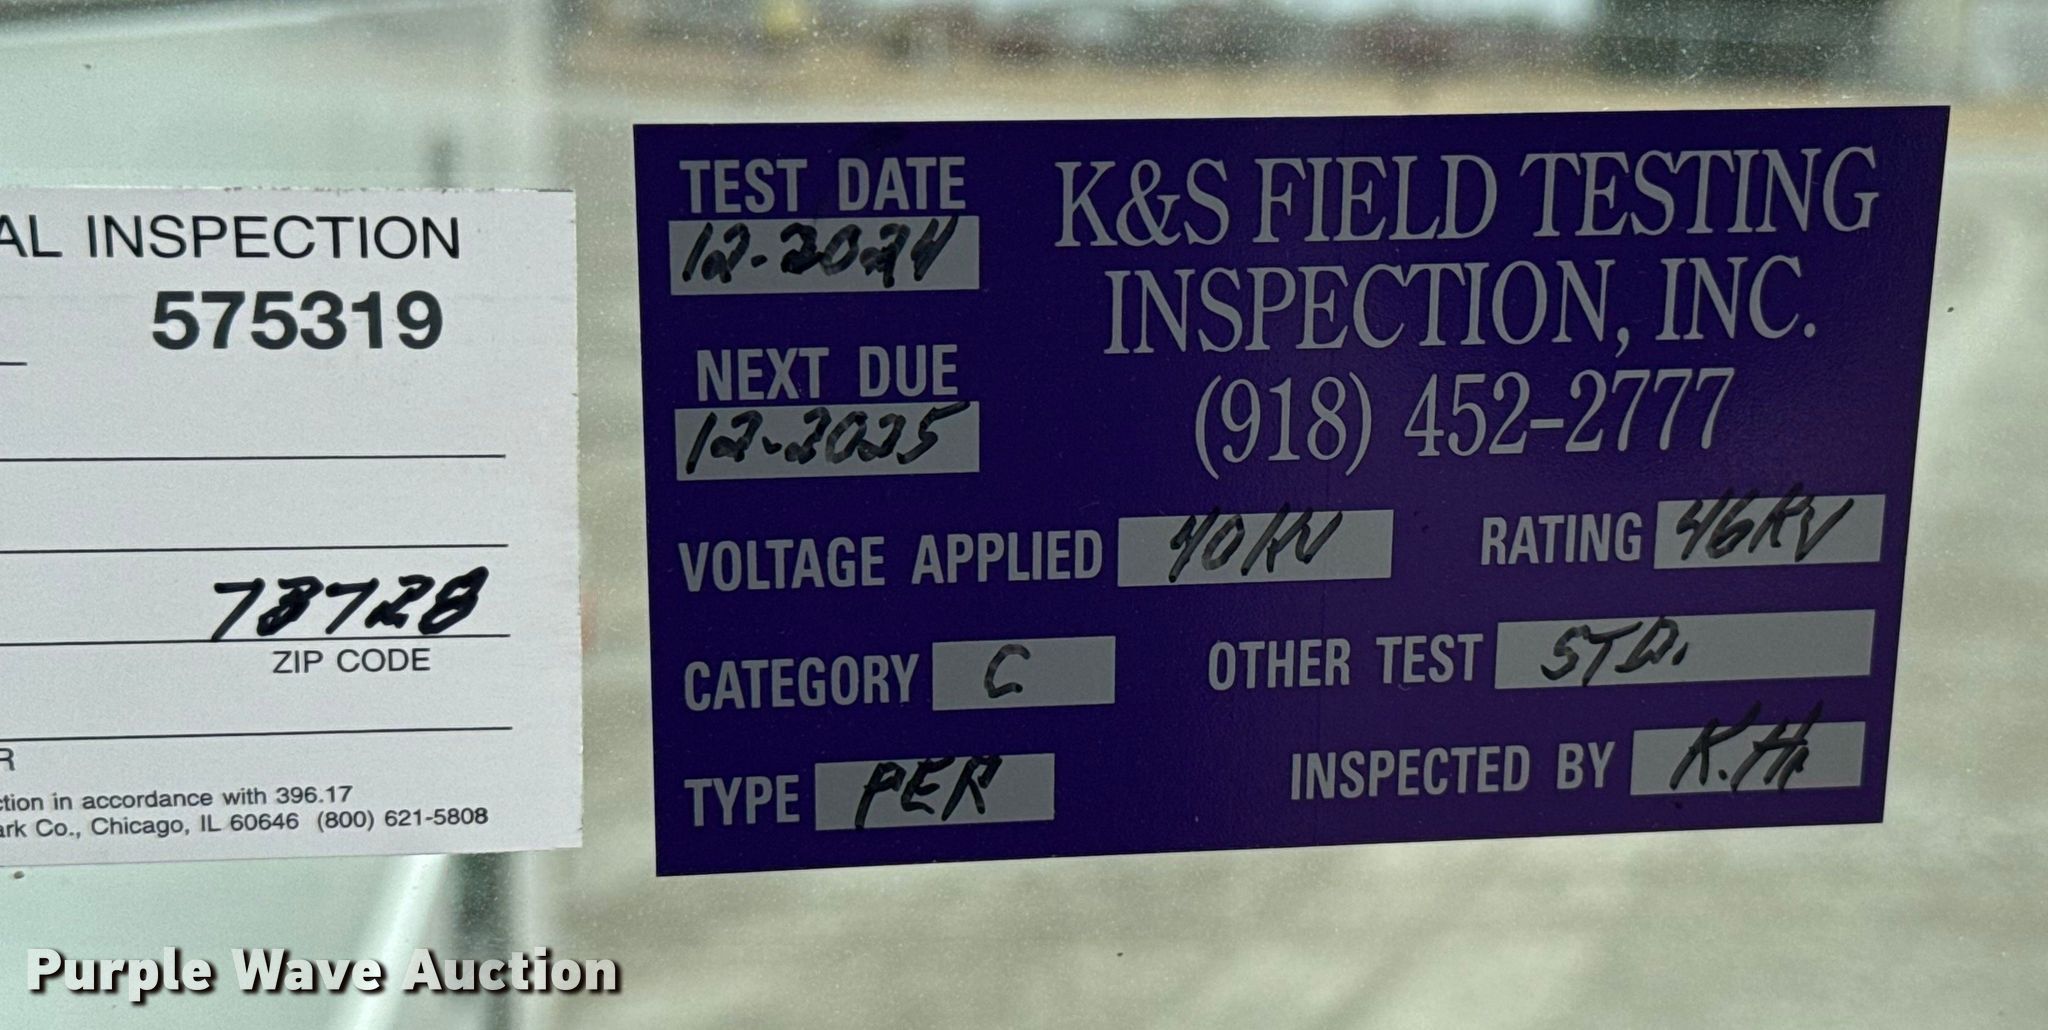 AL INSPECTION
575319
78728
ZIP CODE
R
ction in accordance with 396.17
ark Co., Chicago, IL 60646 (800) 621-5808
TEST DATE
12-2024
NEXT DUE
12-2025
K&S FIELD TESTING
INSPECTION, INC.
(918) 452-2777
VOLTAGE APPLIED 40KV RATING 46KV
CATEGORY C OTHER TEST STD.
TYPE PER INSPECTED BY K.H.
Purple Wave Auction